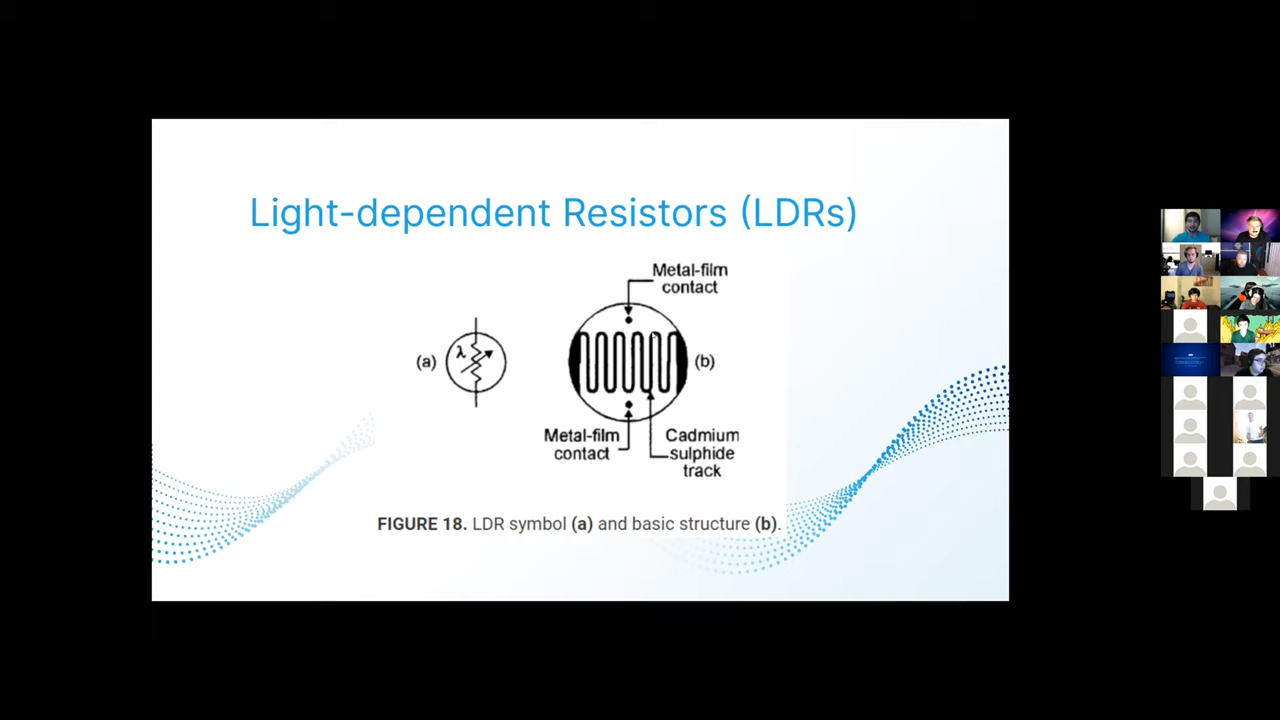 Light-dependent Resistors (LDRs)
Metal-film
contact
(a)
λ
(b)
Metal-film
contact
Cadmium
sulphide
track
FIGURE 18. LDR symbol (a) and basic structure (b).